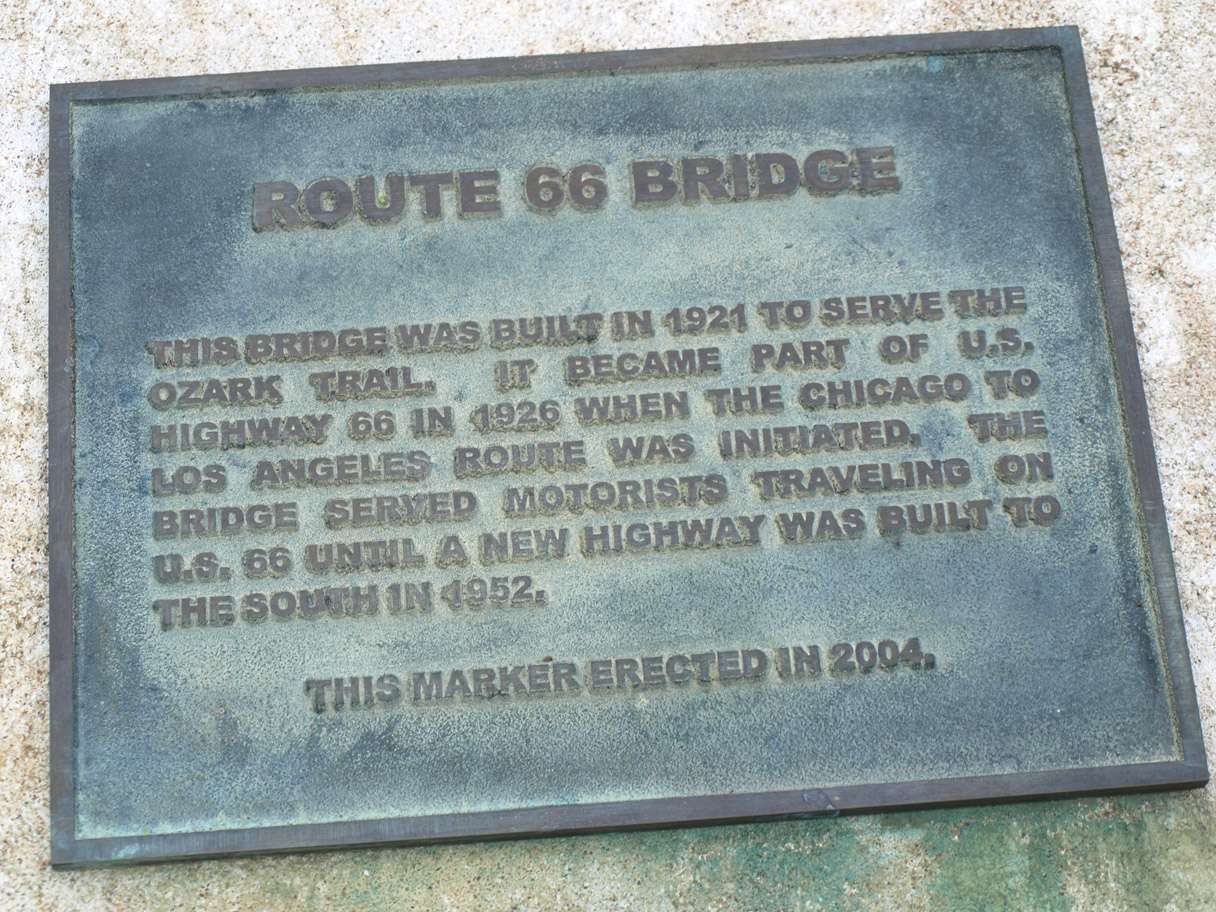 ROUTE 66 BRIDGE
THIS BRIDGE WAS BUILT IN 1921 TO SERVE THE
OZARK TRAIL. IT BECAME PART OF U.S.
HIGHWAY 66 IN 1926 WHEN THE CHICAGO TO
LOS ANGELES ROUTE WAS INITIATED. THE
BRIDGE SERVED MOTORISTS TRAVELING ON
U.S. 66 UNTIL A NEW HIGHWAY WAS BUILT TO
THE SOUTH IN 1952.
THIS MARKER ERECTED IN 2004.